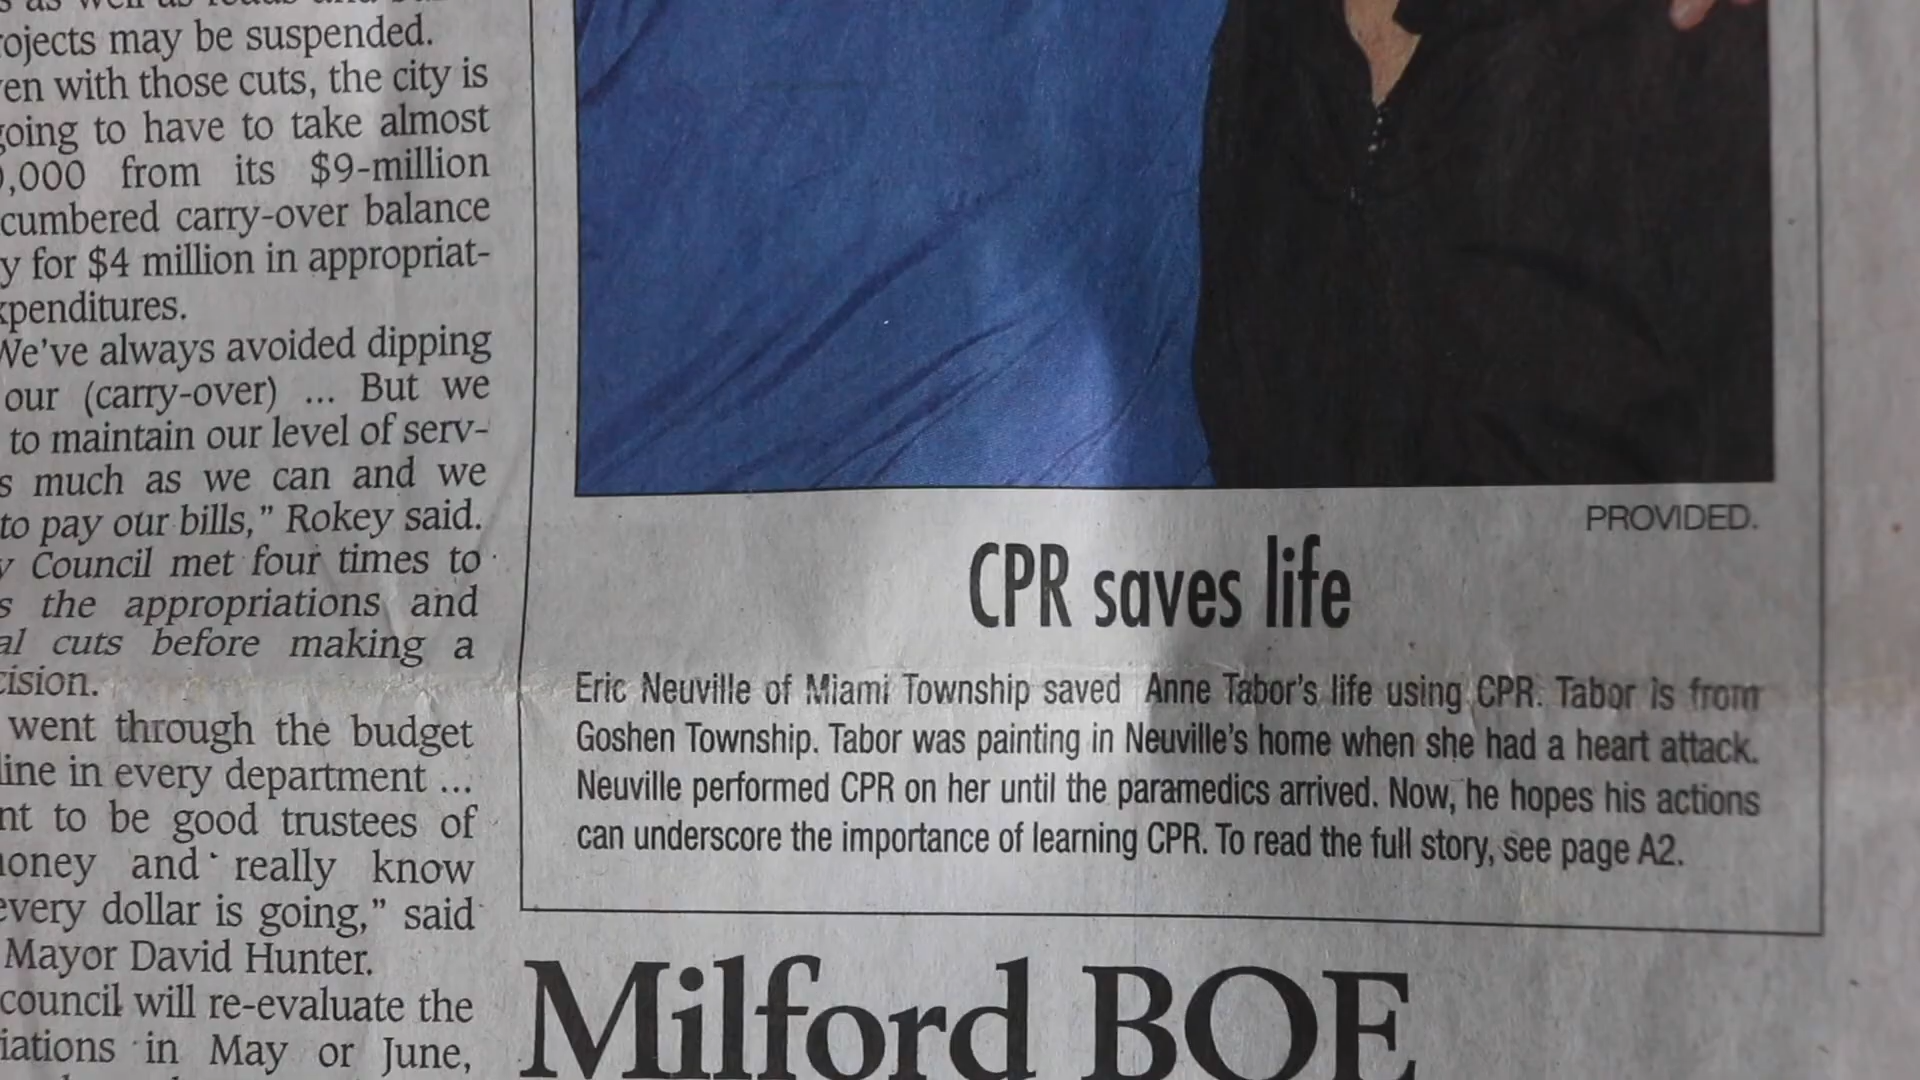 projects may be suspended.
with those cuts, the city is
going to have to take almost
,000 from its $9-million
cumbered carry-over balance
for $4 million in appropriat-
expenditures.
We've always avoided dipping
our (carry-over) ... But we
to maintain our level of serv-
much as we can and we
to pay our bills," Rokey said.
Council met four times to
the appropriations and
cuts before making a
cision.
went through the budget
line in every department ...
to be good trustees of
money and really know
every dollar is going," said
Mayor David Hunter.
council will re-evaluate the
iations in May or June,
PROVIDED.
CPR saves life
Eric Neuville of Miami Township saved Anne Tabor's life using CPR. Tabor is from
Goshen Township. Tabor was painting in Neuville's home when she had a heart attack.
Neuville performed CPR on her until the paramedics arrived. Now, he hopes his actions
can underscore the importance of learning CPR. To read the full story, see page A2.
Milford BOE